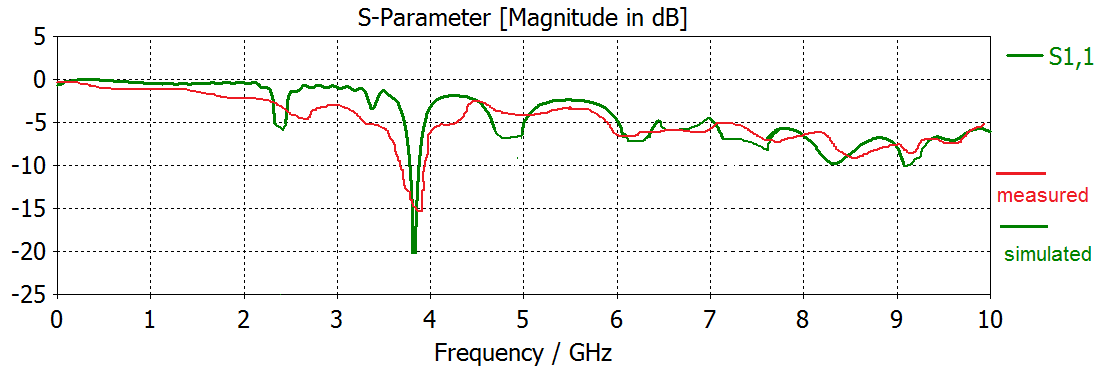 S-Parameter [Magnitude in dB]
5
0
-5
-10
-15
-20
-25
0 1 2 3 4 5 6 7 8 9 10
Frequency / GHz
S1,1
measured
simulated